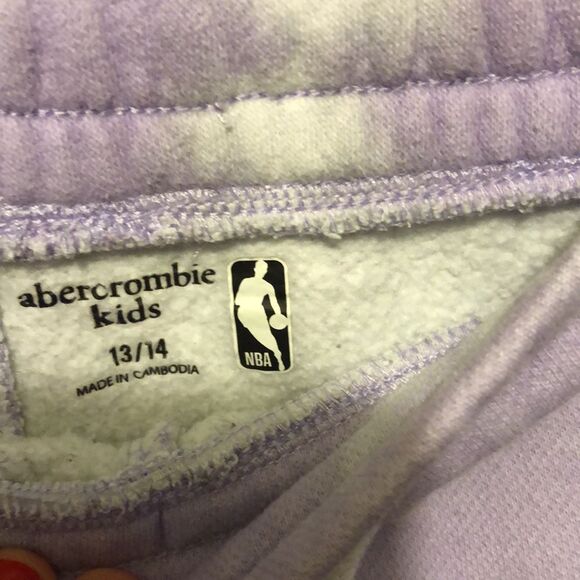 abercrombie
kids
13/14
MADE IN CAMBODIA
NBA